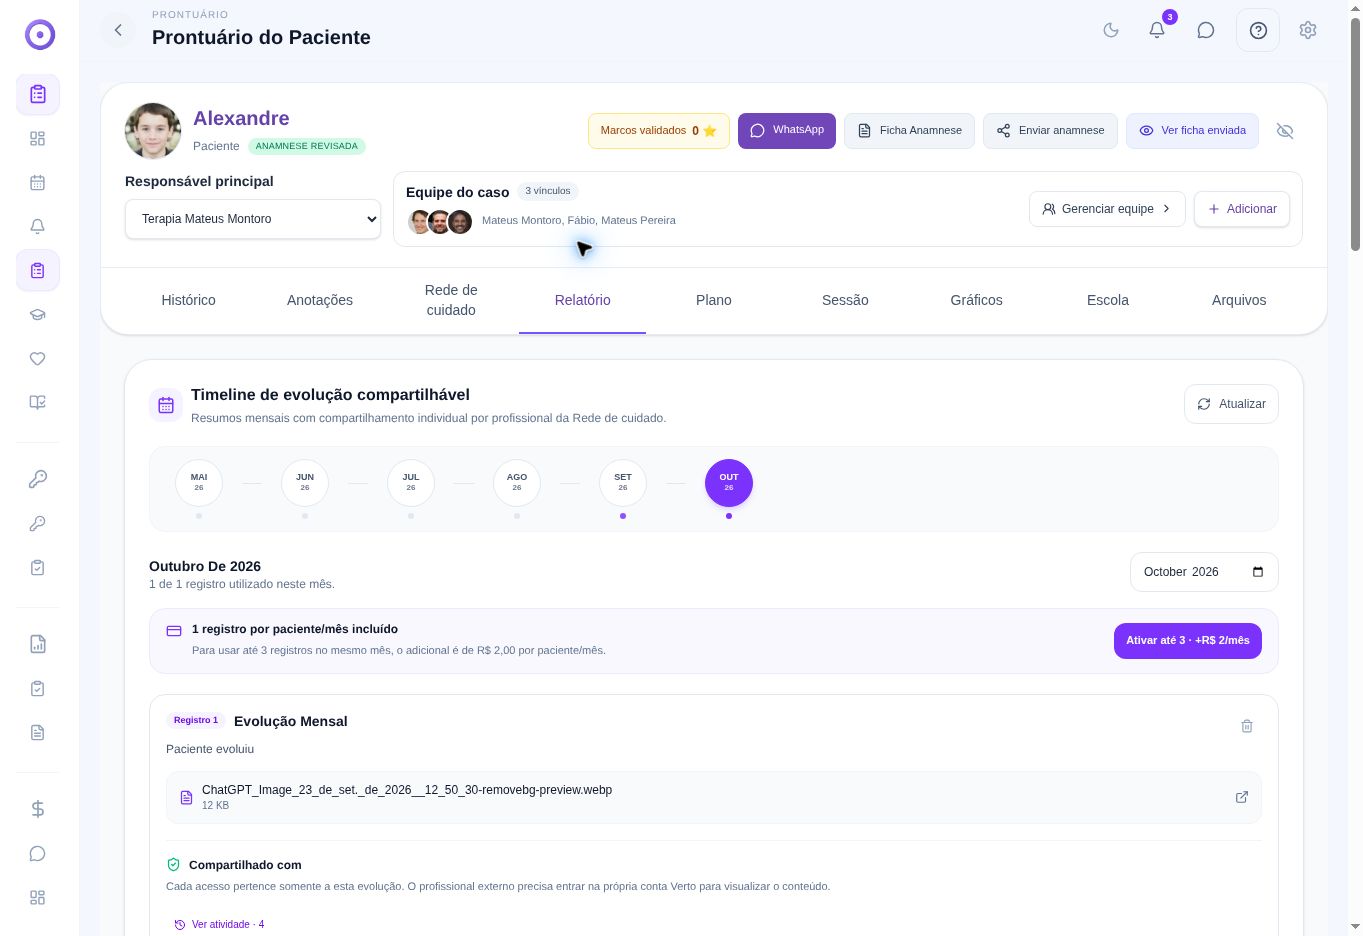 PRONTUÁRIO
Prontuário do Paciente
3
Alexandre
Paciente ANAMNESE REVISADA
Marcos validados 0 ⭐
WhatsApp
Ficha Anamnese
Enviar anamnese
Ver ficha enviada
Responsável principal
Terapia Mateus Montoro
Equipe do caso 3 vínculos
Mateus Montoro, Fábio, Mateus Pereira
Gerenciar equipe
Adicionar
Histórico
Anotações
Rede de
cuidado
Relatório
Plano
Sessão
Gráficos
Escola
Arquivos
Timeline de evolução compartilhável
Resumos mensais com compartilhamento individual por profissional da Rede de cuidado.
Atualizar
MAI
26
JUN
26
JUL
26
AGO
26
SET
26
OUT
26
Outubro De 2026
1 de 1 registro utilizado neste mês.
October 2026
1 registro por paciente/mês incluído
Para usar até 3 registros no mesmo mês, o adicional é de R$ 2,00 por paciente/mês.
Ativar até 3 · +R$ 2/mês
Registro 1 Evolução Mensal
Paciente evoluiu
ChatGPT_Image_23_de_set._de_2026__12_50_30-removebg-preview.webp
12 KB
Compartilhado com
Cada acesso pertence somente a esta evolução. O profissional externo precisa entrar na própria conta Verto para visualizar o conteúdo.
Ver atividade · 4